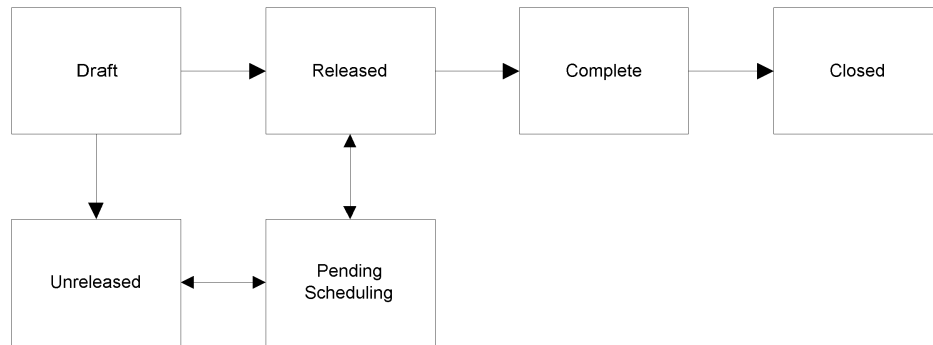 Draft
Released
Complete
Closed
Unreleased
Pending
Scheduling